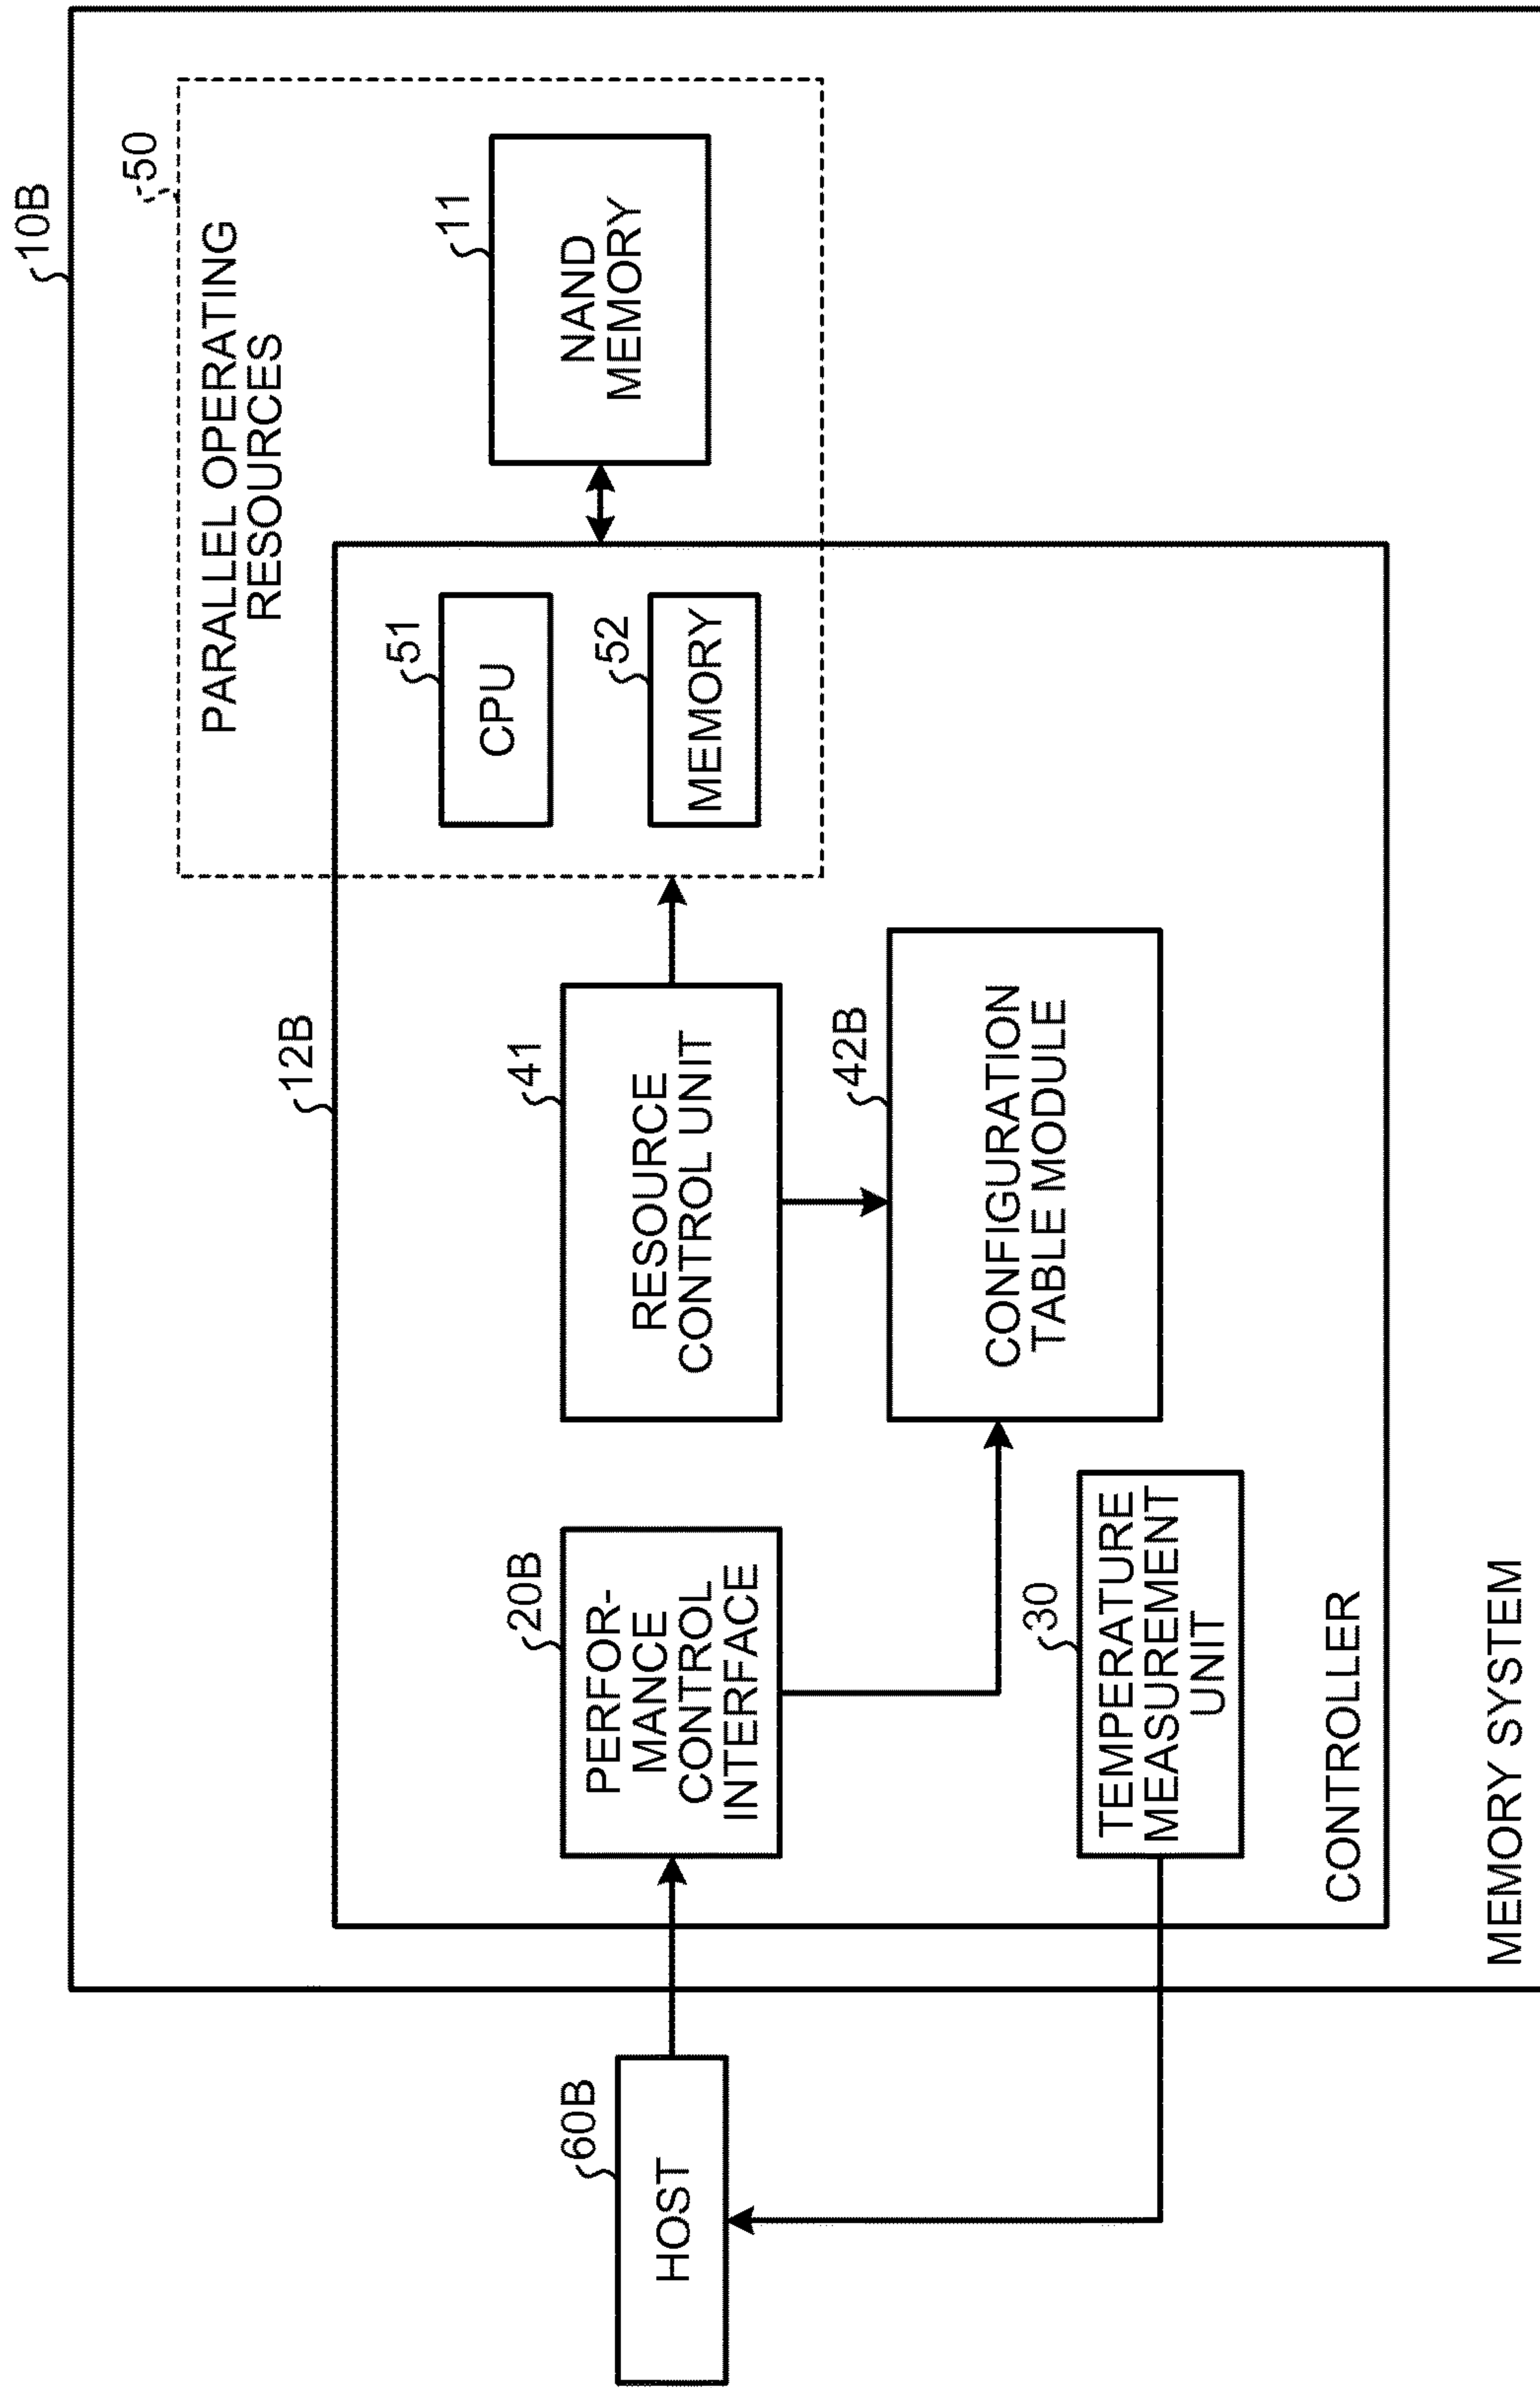 10B
50
PARALLEL OPERATING
RESOURCES
12B
51
CPU
11
NAND
MEMORY
60B
HOST
20B
PERFOR-
MANCE
CONTROL
INTERFACE
41
RESOURCE
CONTROL UNIT
52
MEMORY
42B
CONFIGURATION
TABLE MODULE
30
TEMPERATURE
MEASUREMENT
UNIT
CONTROLLER
MEMORY SYSTEM